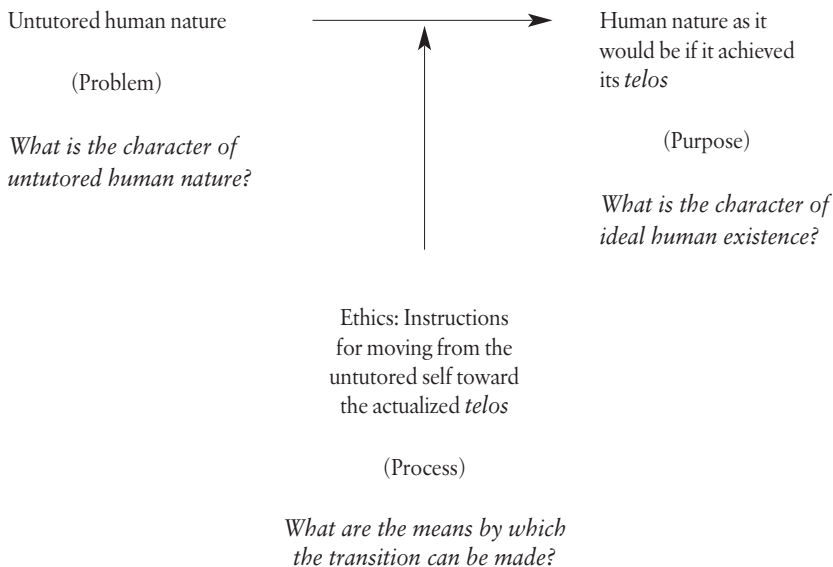 Untutored human nature
(Problem)
What is the character of
untutored human nature?
Human nature as it
would be if it achieved
its telos
(Purpose)
What is the character of
ideal human existence?
Ethics: Instructions
for moving from the
untutored self toward
the actualized telos
(Process)
What are the means by which
the transition can be made?